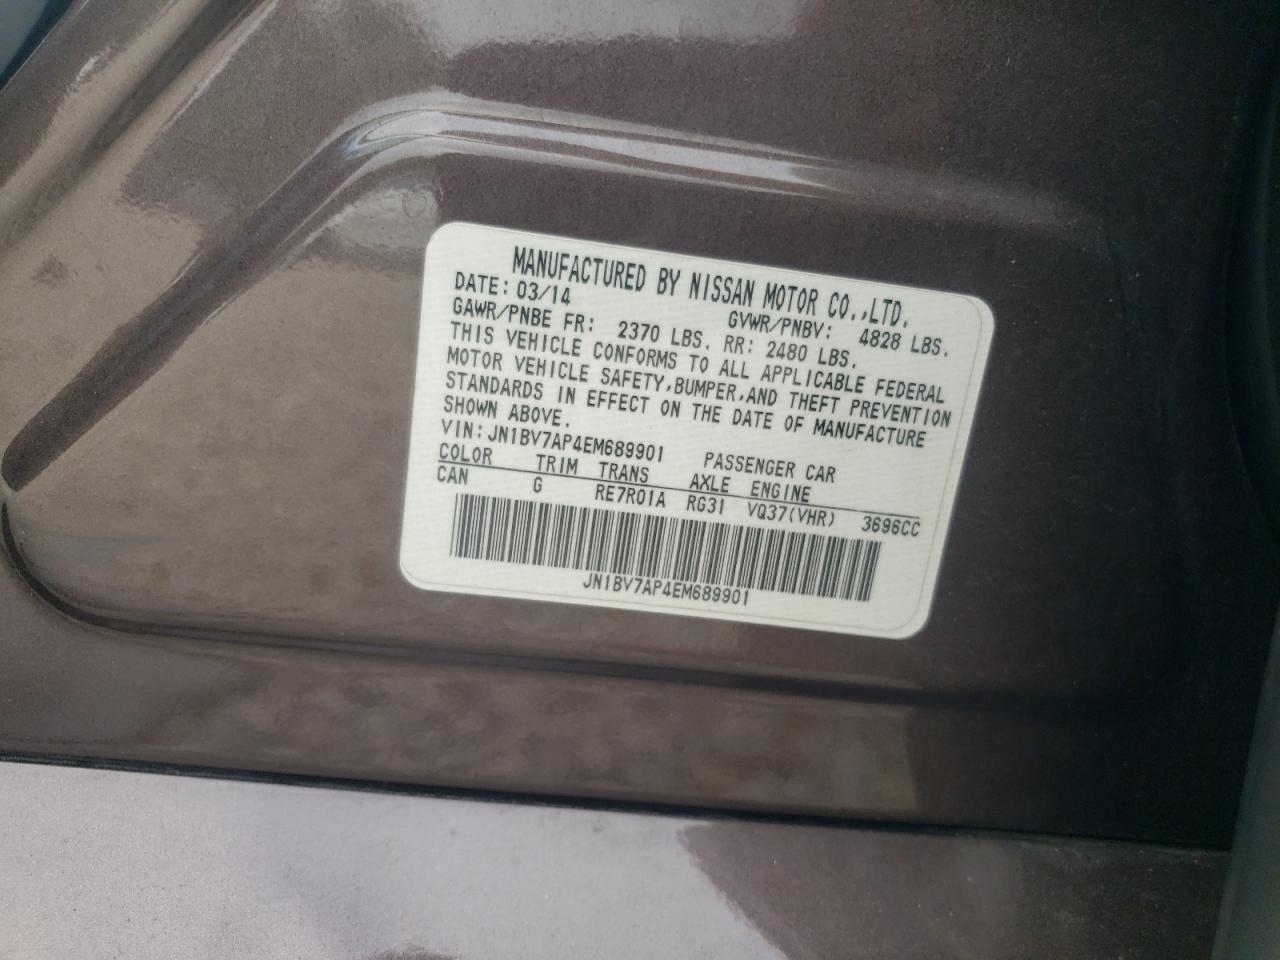 MANUFACTURED BY NISSAN MOTOR CO.,LTD.
DATE: 03/14 GVWR/PNBV: 4828 LBS.
GAWR/PNBE FR: 2370 LBS. RR: 2480 LBS.
THIS VEHICLE CONFORMS TO ALL APPLICABLE FEDERAL
MOTOR VEHICLE SAFETY,BUMPER,AND THEFT PREVENTION
STANDARDS IN EFFECT ON THE DATE OF MANUFACTURE
SHOWN ABOVE.
VIN:JN1BV7AP4EM689901 PASSENGER CAR
COLOR TRIM TRANS AXLE ENGINE
CAN G RE7R01A RG31 VQ37(VHR) 3696CC
JN1BV7AP4EM689901